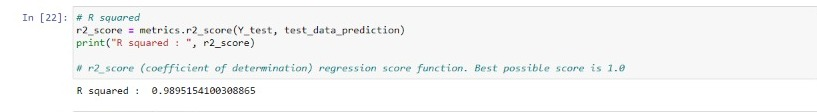 In [22]: # R squared
r2_score = metrics.r2_score(Y_test, test_data_prediction)
print("R squared : ", r2_score)
# r2_score (coefficient of determination) regression score function. Best possible score is 1.0
R squared :  0.9895154100308865